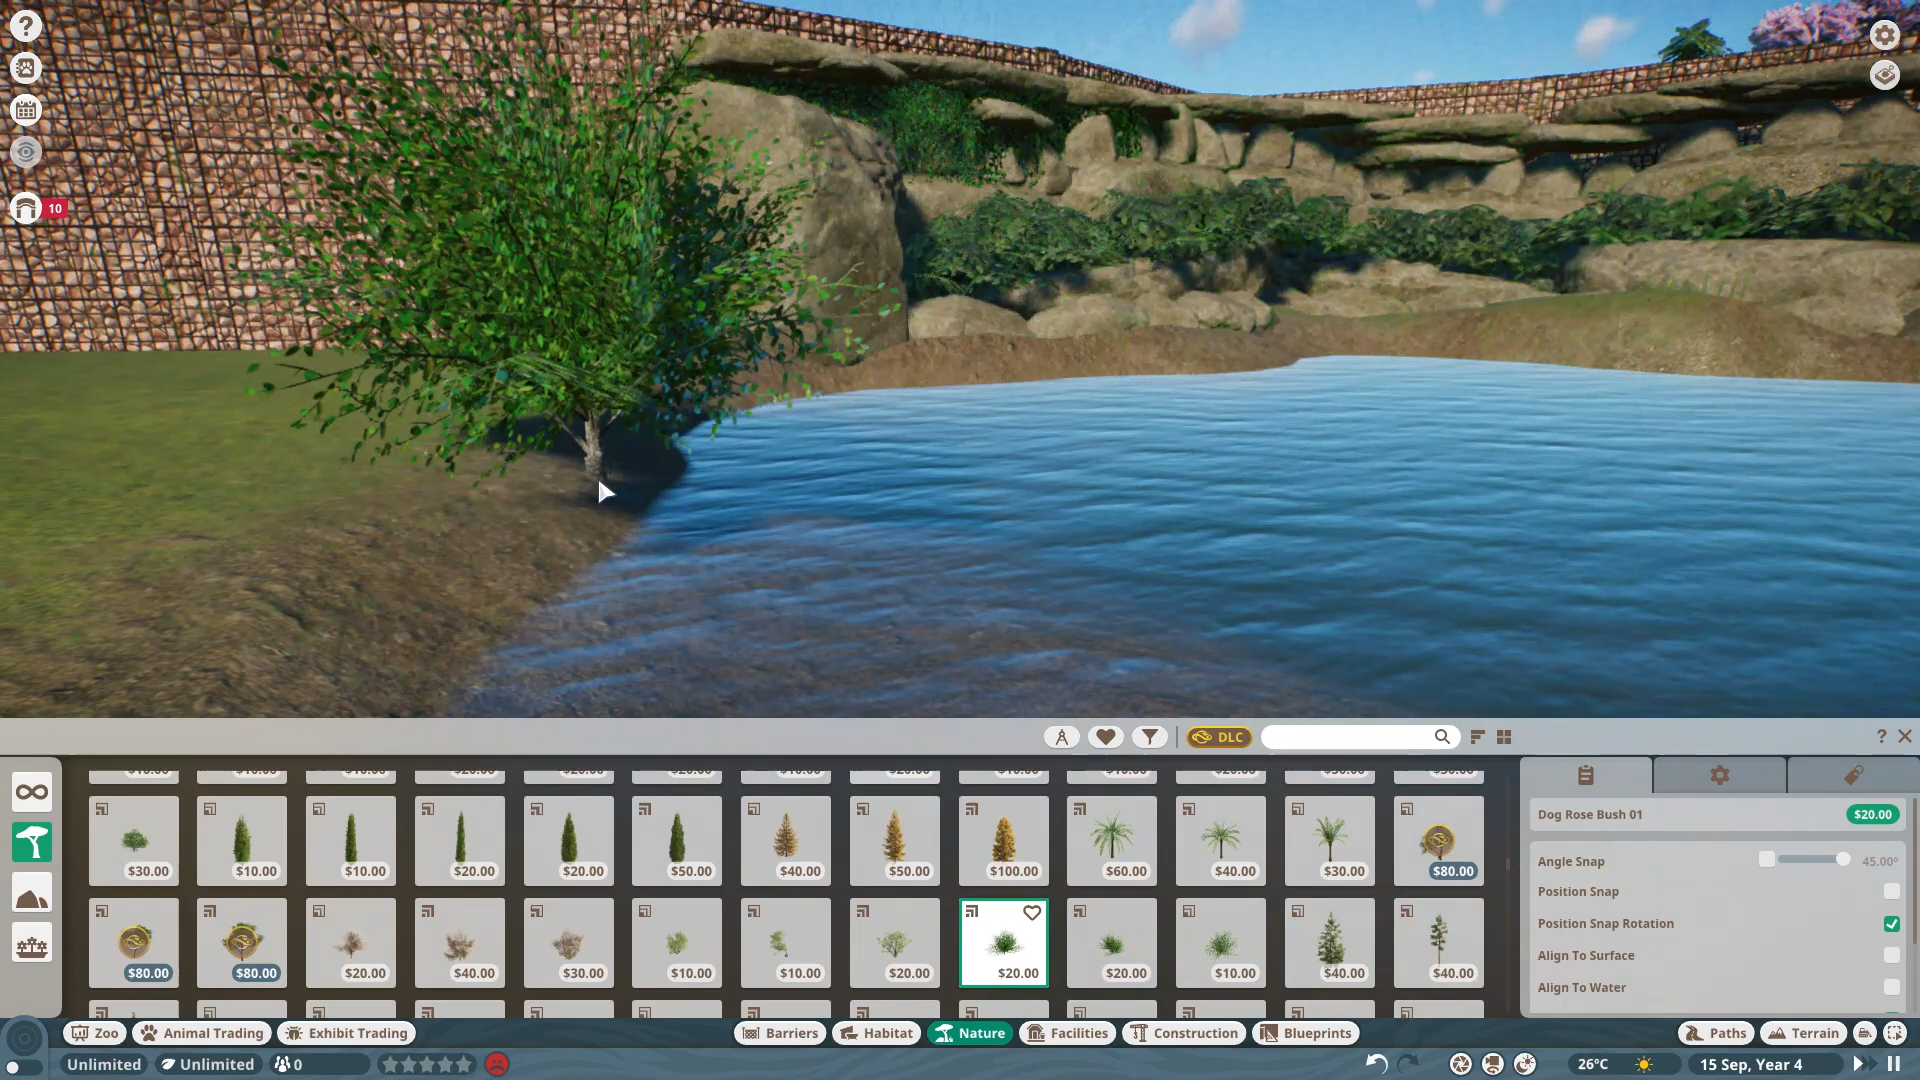 10
DLC
$30.00 $10.00 $10.00 $20.00 $20.00 $50.00 $40.00 $50.00 $100.00 $60.00 $40.00 $30.00 $80.00
$80.00 $80.00 $20.00 $40.00 $30.00 $10.00 $10.00 $20.00 $20.00 $20.00 $10.00 $40.00 $40.00
Dog Rose Bush 01 $20.00
Angle Snap 45.00°
Position Snap
Position Snap Rotation
Align To Surface
Align To Water
Zoo Animal Trading Exhibit Trading Barriers Habitat Nature Facilities Construction Blueprints Paths Terrain
Unlimited Unlimited 0 26°C 15 Sep, Year 4